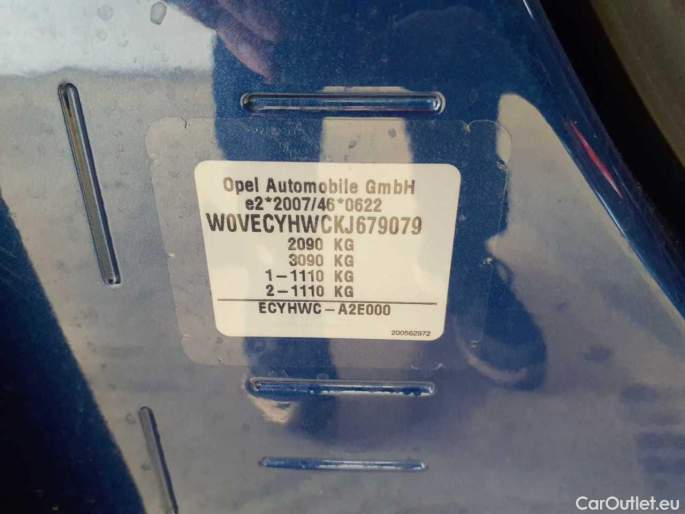 Opel Automobile GmbH
e2*2007/46*0622
W0VECYHWCKJ679079
2090 KG
3090 KG
1-1110 KG
2-1110 KG
ECYHWC-A2E000
200562972
CarOutlet.eu